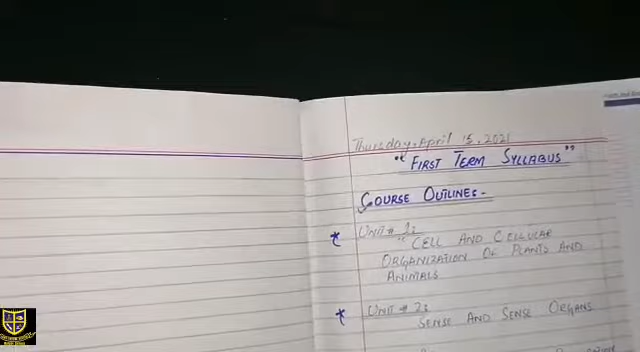 Thursday, April 15, 2021
"FIRST TERM SYLLABUS"
COURSE OUTLINES-
* UNIT # 1:
"CELL AND CELLULAR
ORGANIZATION OF PLANTS AND
ANIMALS
* UNIT # 2:
SENSE AND SENSE ORGANS